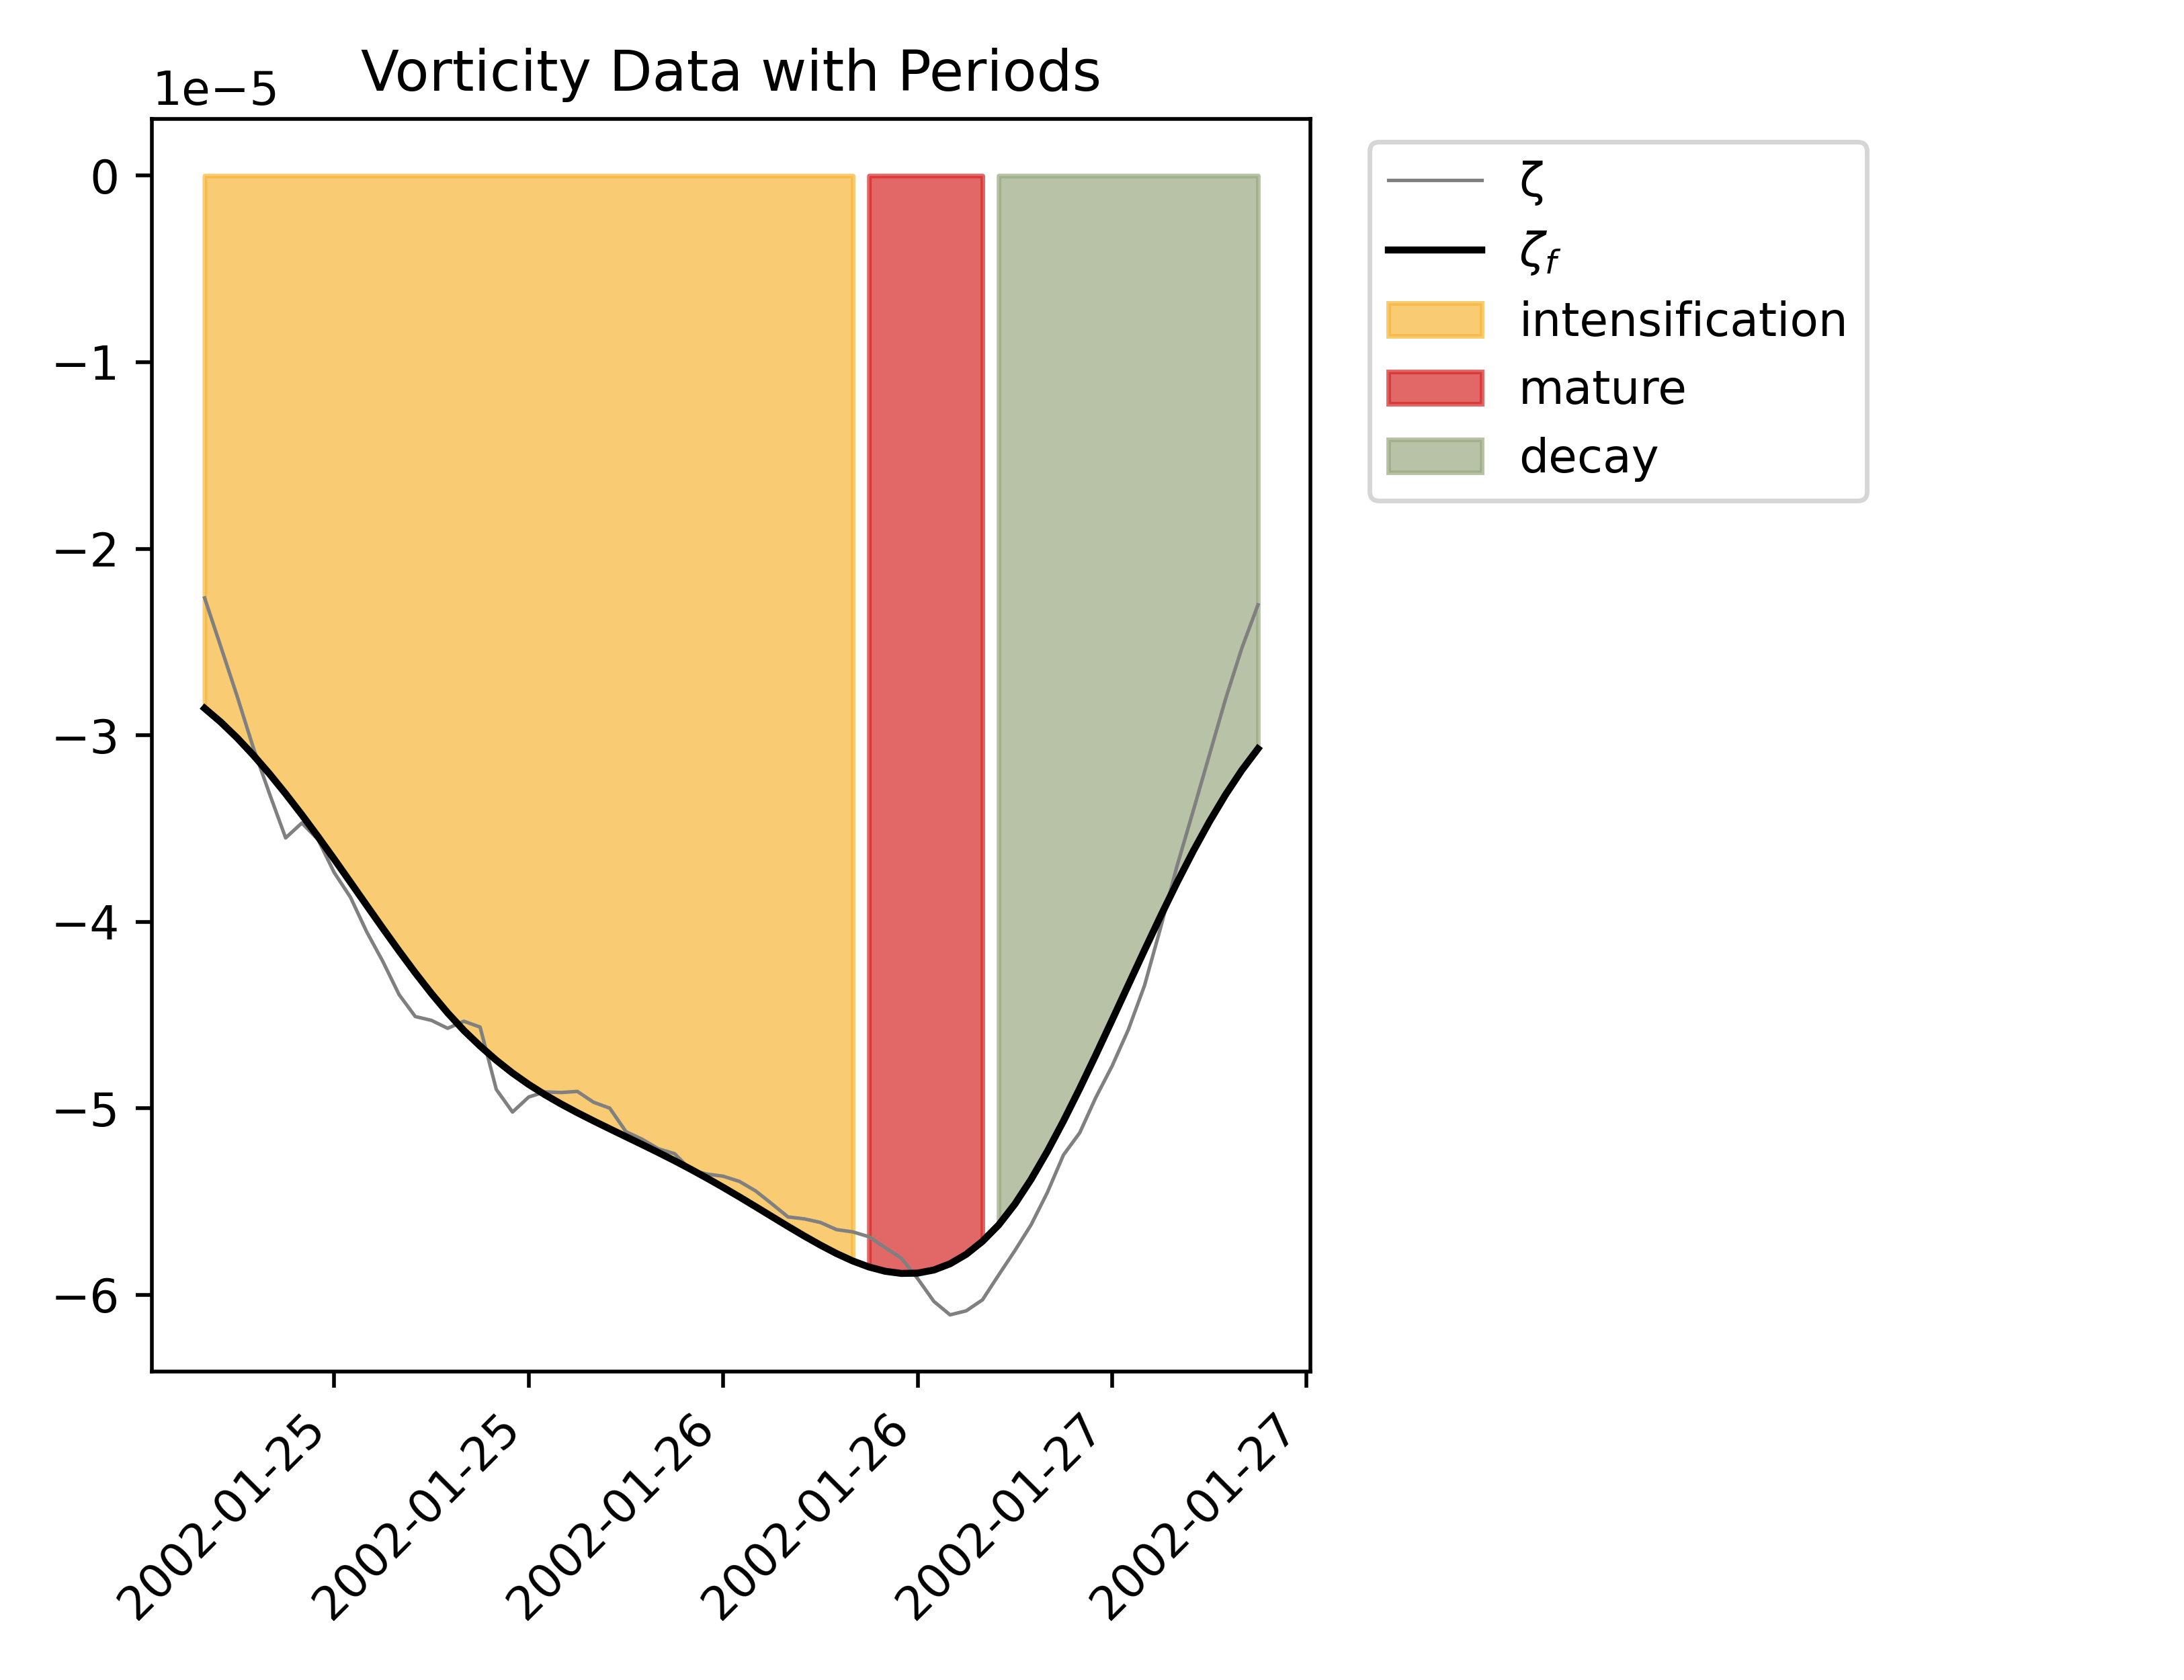 Vorticity Data with Periods
1e−5
0
−1
−2
−3
−4
−5
−6
2002-01-25
2002-01-25
2002-01-26
2002-01-26
2002-01-27
2002-01-27
ζ
ζf
intensification
mature
decay